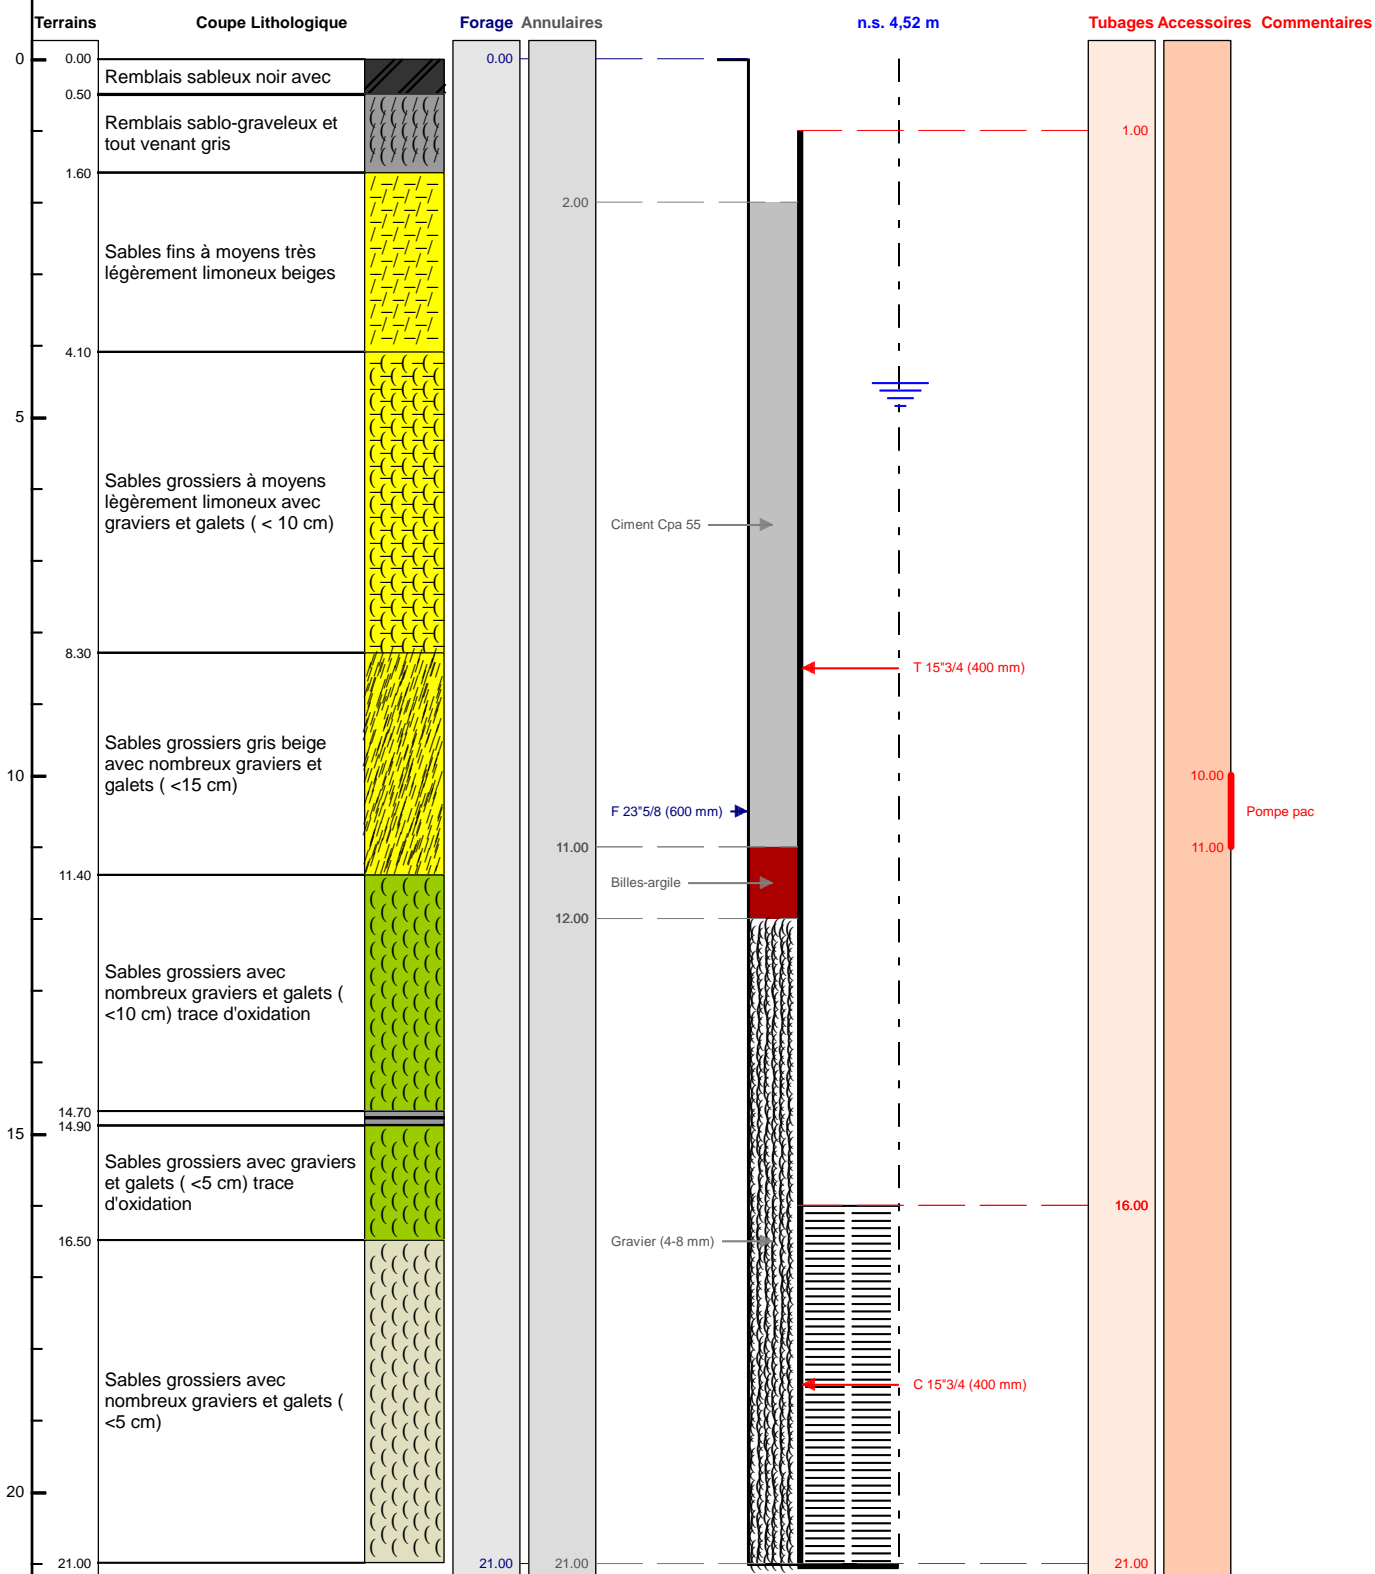 Terrains Coupe Lithologique Forage Annulaires n.s. 4,52 m Tubages Accessoires Commentaires
0 0.00 0.00
Remblais sableux noir avec
0.50
Remblais sablo-graveleux et
tout venant gris
1.00
1.60
2.00
Sables fins à moyens très
légèrement limoneux beiges
4.10
5
Sables grossiers à moyens
lègèrement limoneux avec
graviers et galets ( < 10 cm)
Ciment Cpa 55
8.30
T 15"3/4 (400 mm)
Sables grossiers gris beige
avec nombreux graviers et
galets ( <15 cm)
10 10.00
F 23"5/8 (600 mm)
Pompe pac
11.00 11.00
11.40
Billes-argile
12.00
Sables grossiers avec
nombreux graviers et galets (
<10 cm) trace d'oxidation
14.70
14.90
15
Sables grossiers avec graviers
et galets ( <5 cm) trace
d'oxidation
16.00
16.50
Gravier (4-8 mm)
Sables grossiers avec
nombreux graviers et galets (
<5 cm)
C 15"3/4 (400 mm)
20
21.00 21.00 21.00 21.00